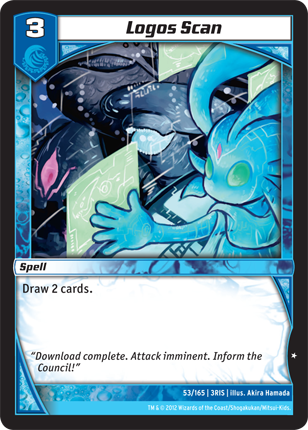 3
Logos Scan
Spell
Draw 2 cards.
“Download complete. Attack imminent. Inform the
Council!”
53/165 | 3RIS | illus. Akira Hamada
TM & © 2012 Wizards of the Coast/Shogakukan/Mitsui-Kids